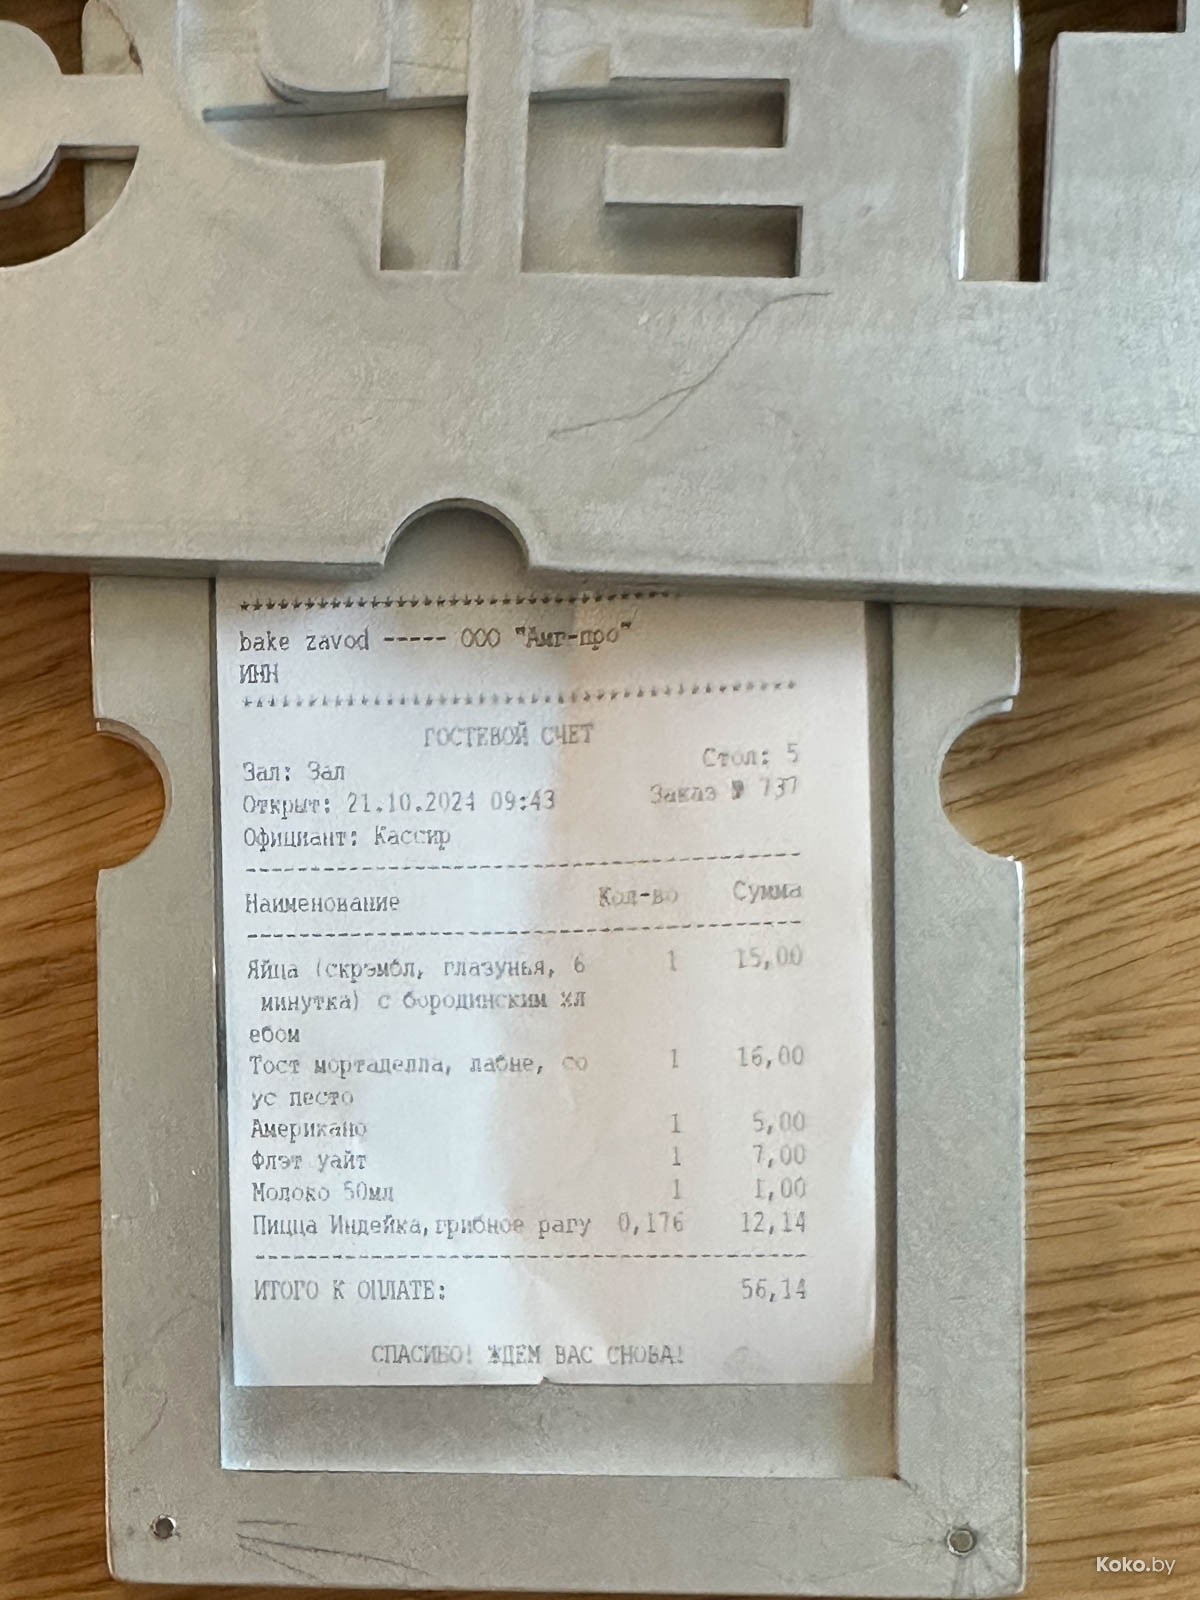 СЧЕТ
****************************************
bake zavod ----- ООО "Амг-про"
ИНН
****************************************
ГОСТЕВОЙ СЧЕТ
Зал: Зал Стол: 5
Открыт: 21.10.2024 09:43 Заказ № 737
Официант: Кассир
Наименование Кол-во Сумма
Яйца (скрэмбл, глазунья, 6 1 15,00
минутка) с бородинским хл
ебом
Тост мортаделла, лабне, со 1 16,00
ус песто
Американо 1 5,00
Флэт уайт 1 7,00
Молоко 50мл 1 1,00
Пицца Индейка,грибное рагу 0,176 12,14
ИТОГО К ОПЛАТЕ: 56,14
СПАСИБО! ЖДЕМ ВАС СНОВА!
Koko.by